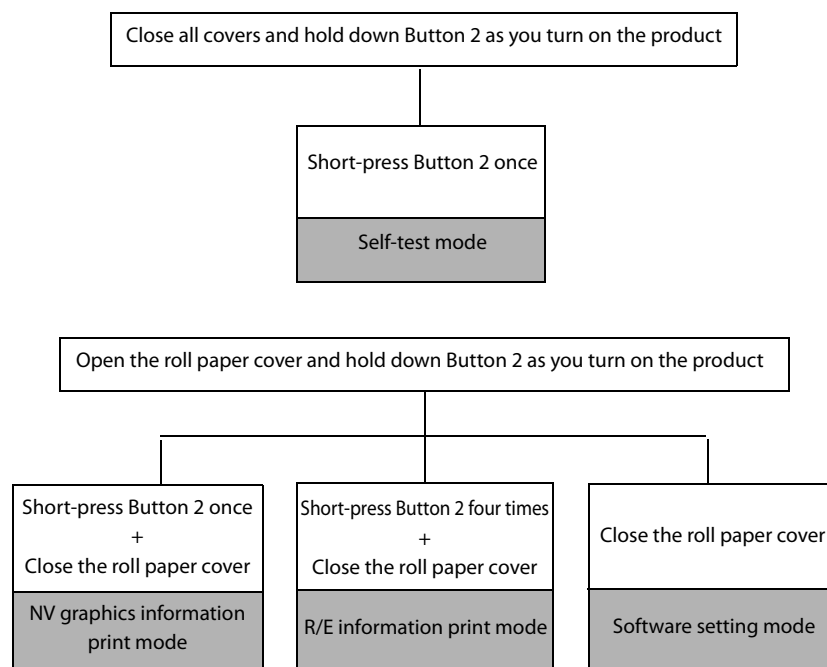 Close all covers and hold down Button 2 as you turn on the product
Short-press Button 2 once
Self-test mode
Open the roll paper cover and hold down Button 2 as you turn on the product
Short-press Button 2 once
+
Close the roll paper cover
NV graphics information
print mode
Short-press Button 2 four times
+
Close the roll paper cover
R/E information print mode
Close the roll paper cover
Software setting mode